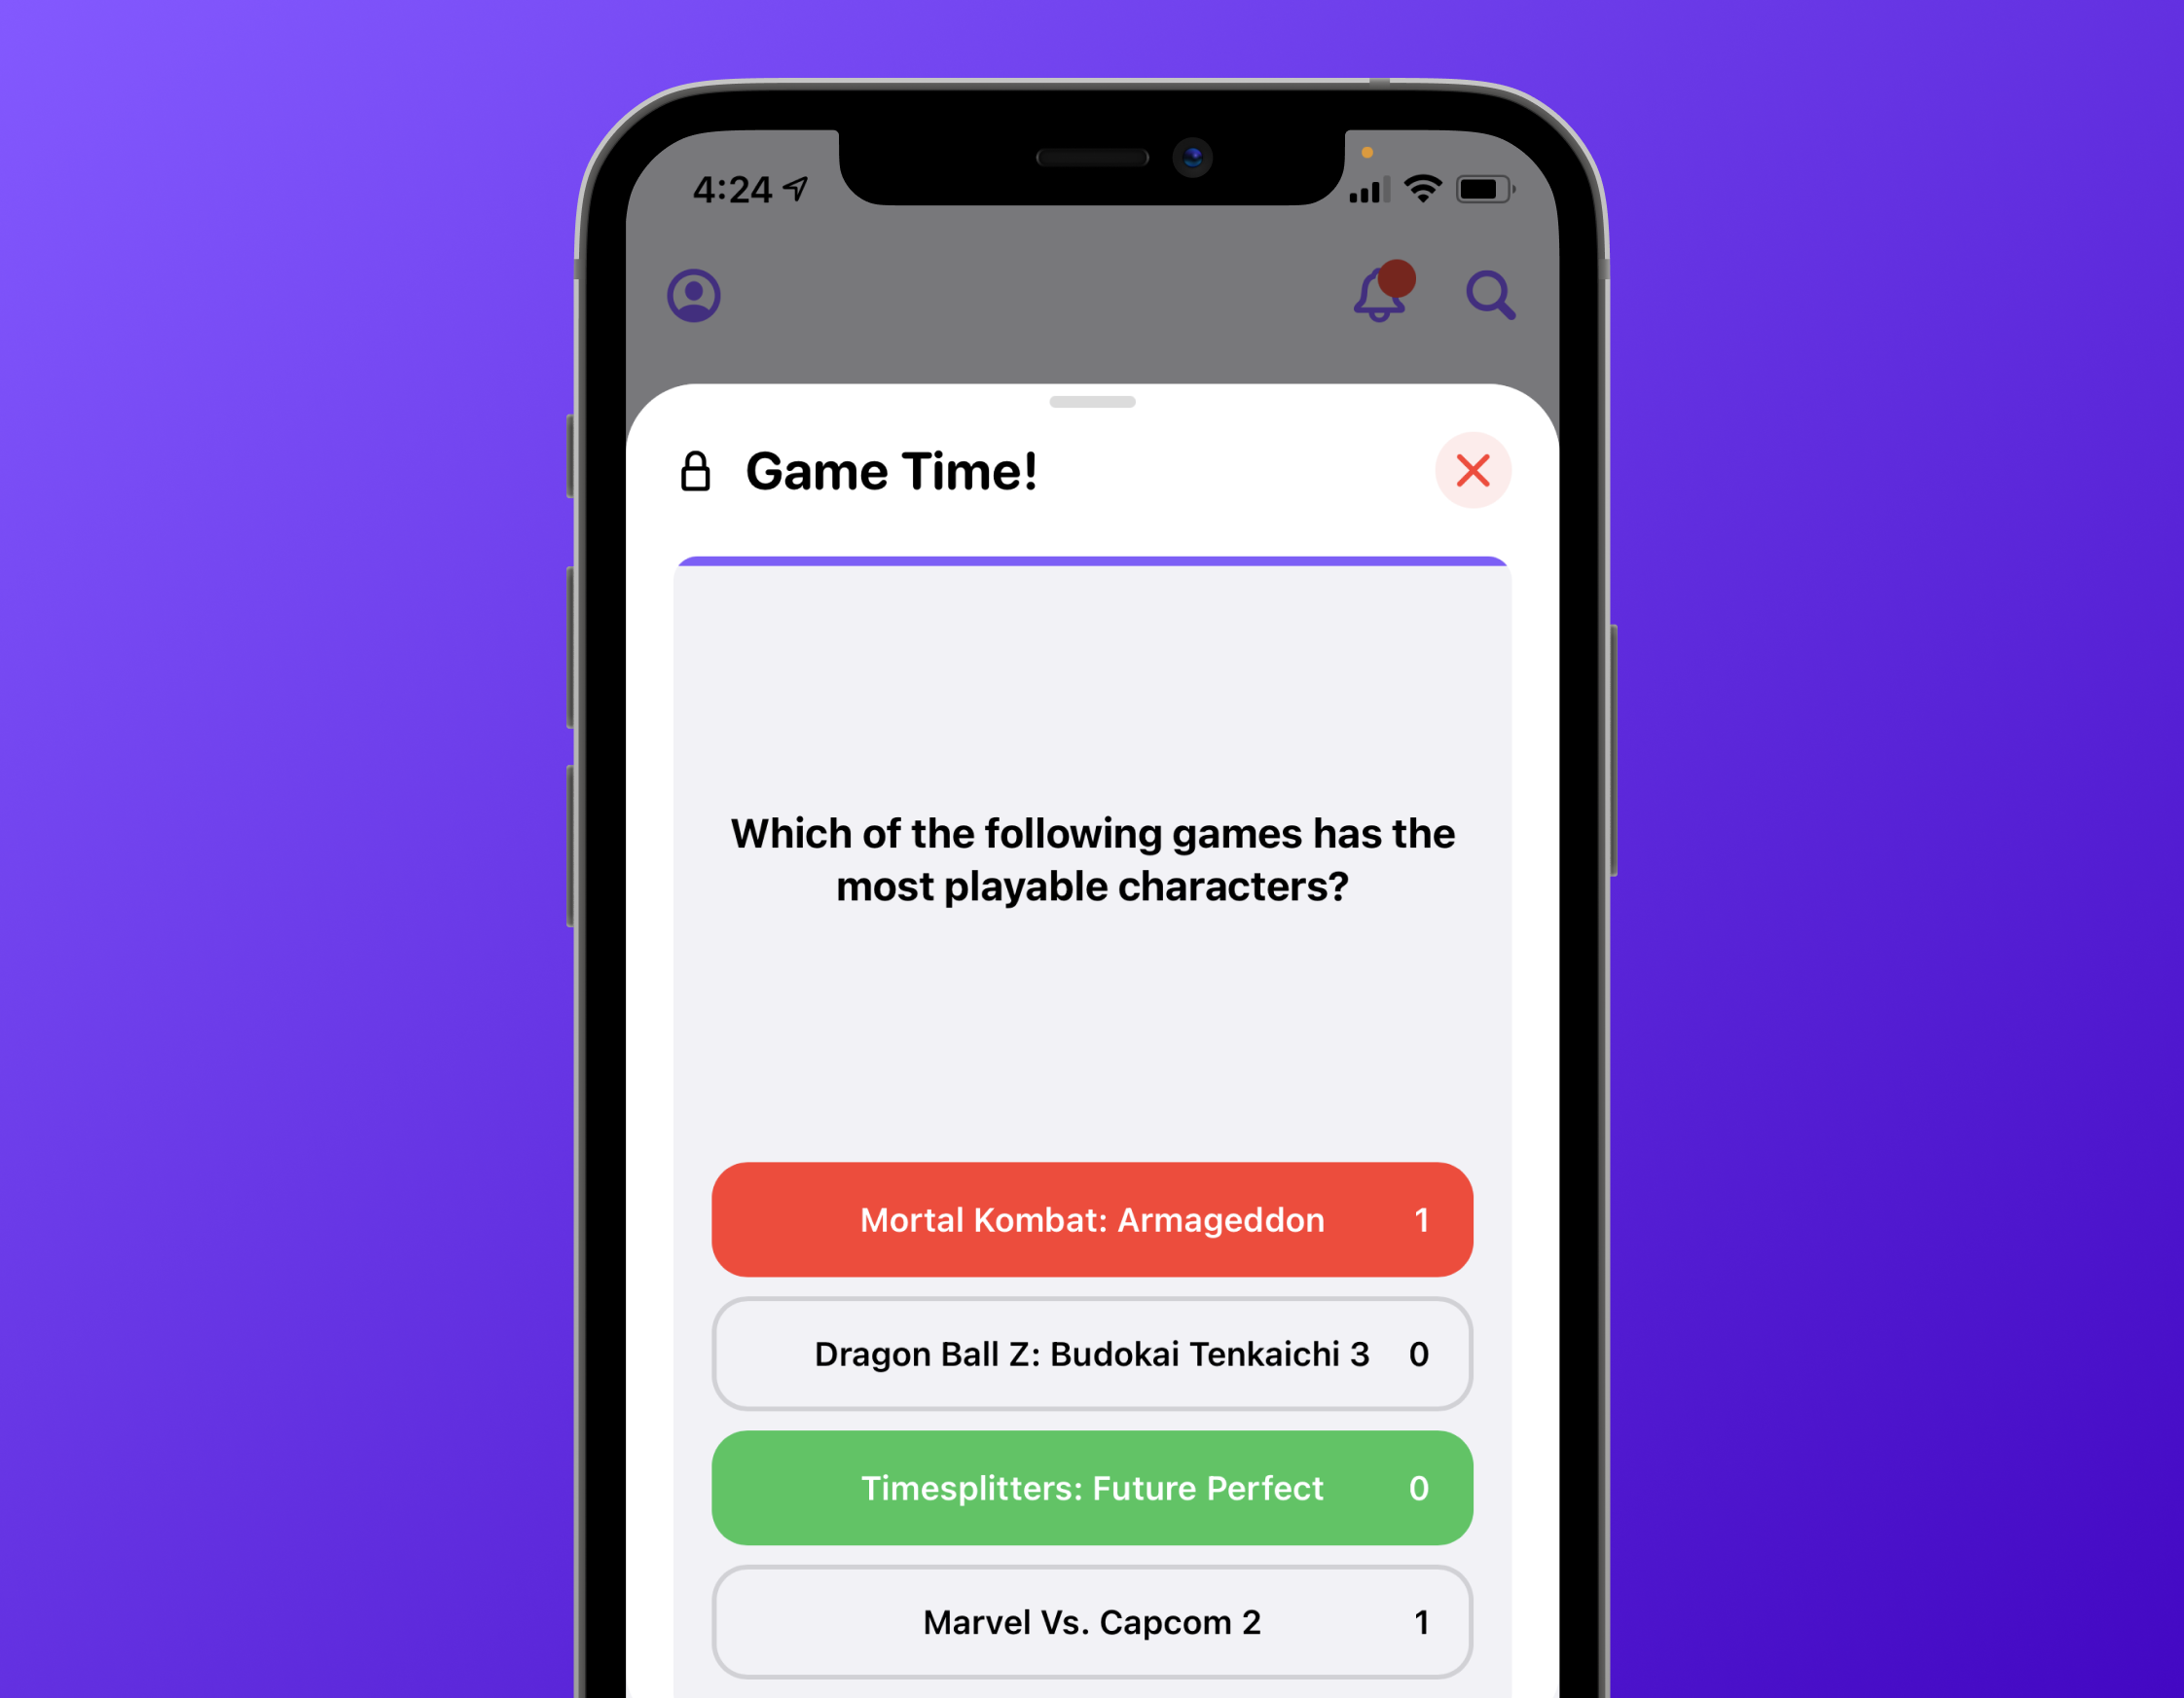 4:24
Game Time!
Which of the following games has the
most playable characters?
Mortal Kombat: Armageddon 1
Dragon Ball Z: Budokai Tenkaichi 3 0
Timesplitters: Future Perfect 0
Marvel Vs. Capcom 2 1